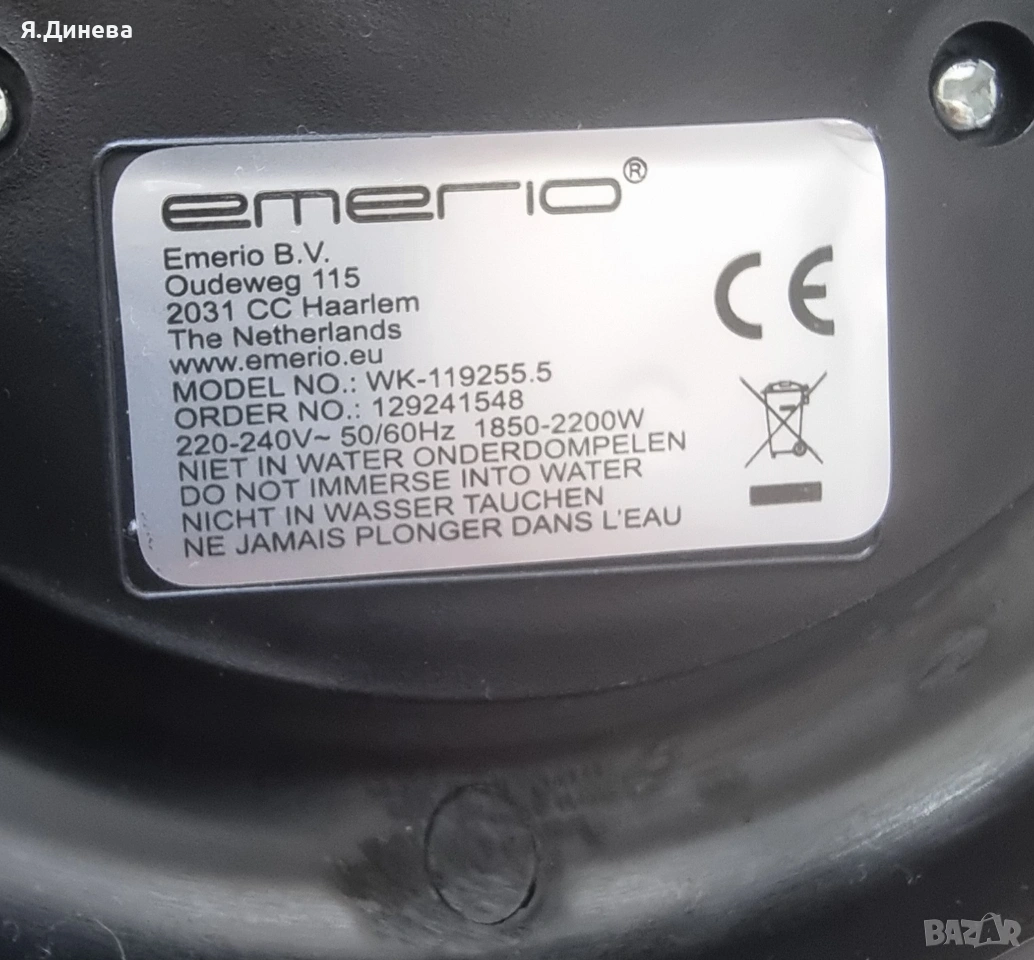 Я.Динева
emerio®
Emerio B.V.
Oudeweg 115
2031 CC Haarlem
The Netherlands
www.emerio.eu
MODEL NO.: WK-119255.5
ORDER NO.: 129241548
220-240V~ 50/60Hz 1850-2200W
NIET IN WATER ONDERDOMPELEN
DO NOT IMMERSE INTO WATER
NICHT IN WASSER TAUCHEN
NE JAMAIS PLONGER DANS L'EAU
CE
BAZAR